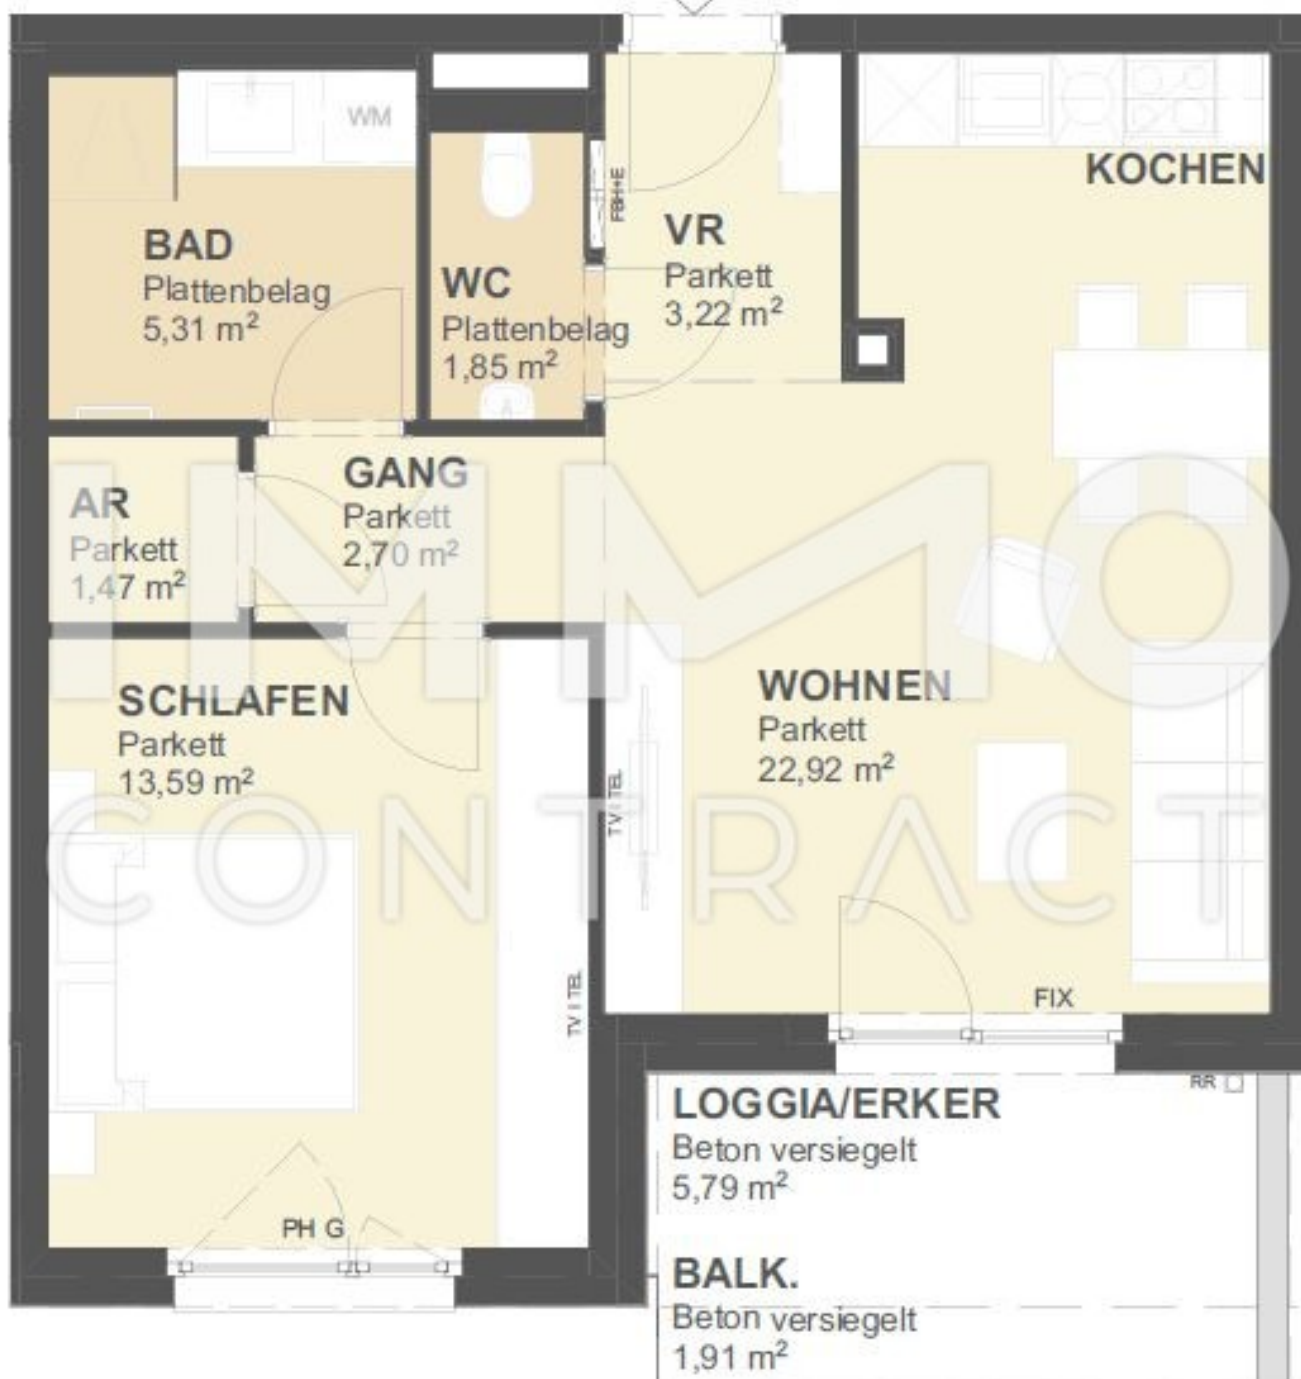 WM
KOCHEN
BAD
Plattenbelag
5,31 m²
WC
Plattenbelag
1,85 m²
FBH+E
VR
Parkett
3,22 m²
AR
Parkett
1,47 m²
GANG
Parkett
2,70 m²
IMMO
CONTRACT
SCHLAFEN
Parkett
13,59 m²
WOHNEN
Parkett
22,92 m²
TV I TEL
TV I TEL
FIX
PH G
RR
LOGGIA/ERKER
Beton versiegelt
5,79 m²
BALK.
Beton versiegelt
1,91 m²